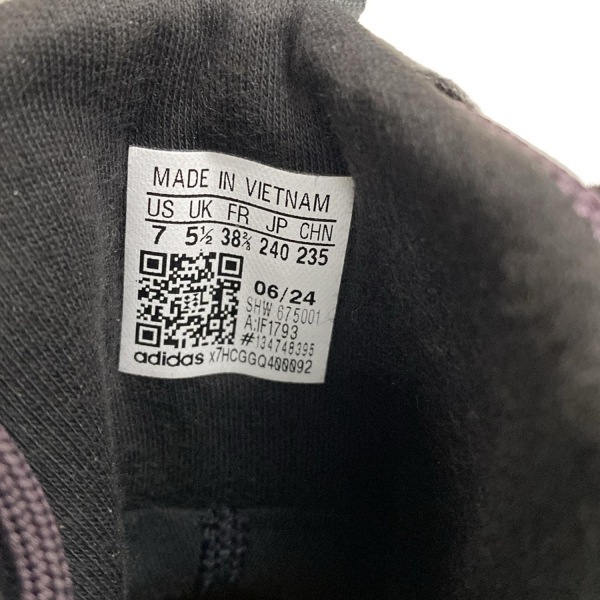 MADE IN VIETNAM
US UK FR JP CHN
7 5½ 38⅔ 240 235
06/24
SHW 675001
A:IF1793
#134748395
adidas x7HCGGQ400092